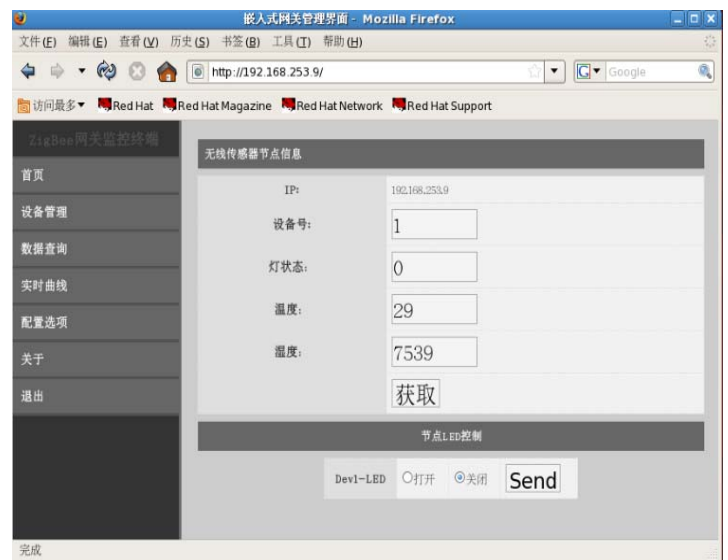 嵌入式网关管理界面 - Mozilla Firefox
文件(F) 编辑(E) 查看(V) 历史(S) 书签(B) 工具(T) 帮助(H)
http://192.168.253.9/ G Google
访问最多 Red Hat Red Hat Magazine Red Hat Network Red Hat Support
ZigBee网关监控终端
首页
设备管理
数据查询
实时曲线
配置选项
关于
退出
无线传感器节点信息
IP: 192.168.253.9
设备号: 1
灯状态: 0
温度: 29
湿度: 7539
获取
节点LED控制
Dev1-LED 打开 关闭 Send
完成